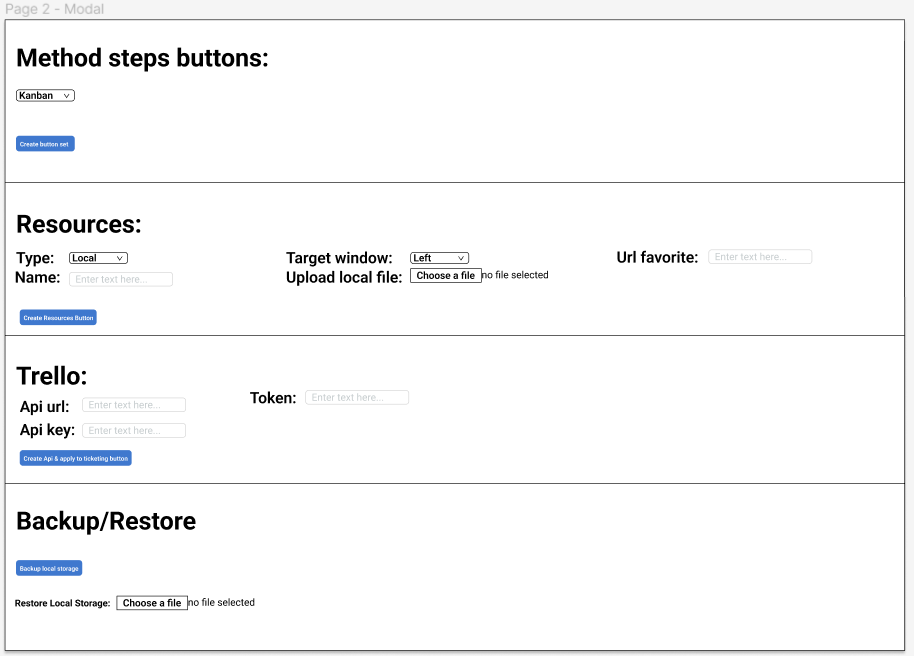 Page 2 - Modal
Method steps buttons:
Kanban
Create button set
Resources:
Type: Local Target window: Left Url favorite: Enter text here...
Name: Enter text here... Upload local file: Choose a file no file selected
Create Resources Button
Trello:
Api url: Enter text here... Token: Enter text here...
Api key: Enter text here...
Create Api & apply to ticketing button
Backup/Restore
Backup local storage
Restore Local Storage: Choose a file no file selected